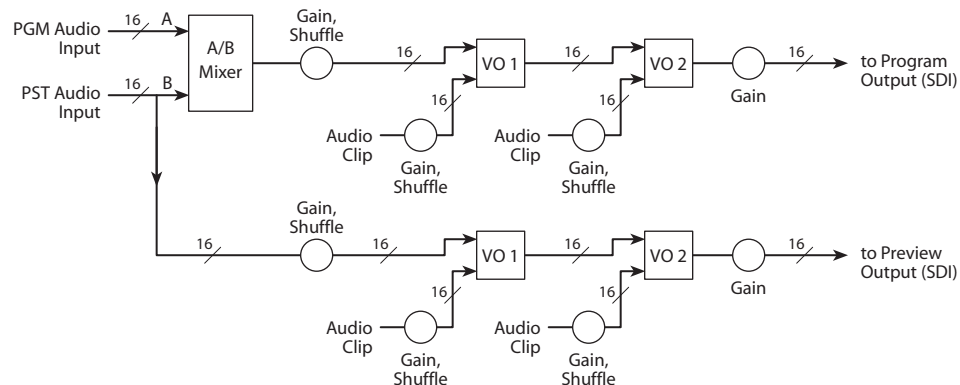 PGM Audio
Input
16
A
A/B
Mixer
Gain,
Shuffle
16
VO 1
16
VO 2
Gain
16
to Program
Output (SDI)
PST Audio
Input
16
B
16
Audio
Clip
Gain,
Shuffle
16
Audio
Clip
Gain,
Shuffle
16
Gain,
Shuffle
16
VO 1
16
VO 2
Gain
16
to Preview
Output (SDI)
16
Audio
Clip
Gain,
Shuffle
16
Audio
Clip
Gain,
Shuffle